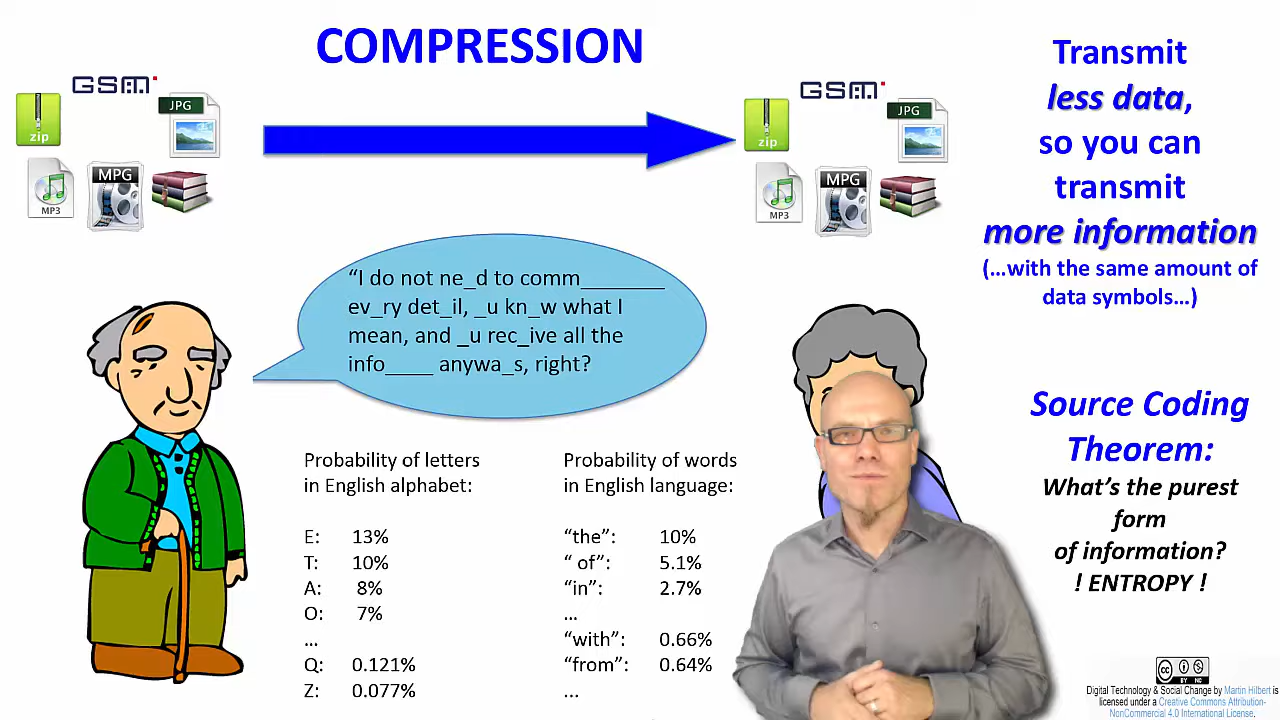 COMPRESSION
GSM
zip
JPG
MP3
MPG
GSM
zip
JPG
MP3
MPG
Transmit
less data,
so you can
transmit
more information
(…with the same amount of
data symbols…)
“I do not ne_d to comm_______
ev_ry det_il, _u kn_w what I
mean, and _u rec_ive all the
info____ anywa_s, right?
Source Coding
Theorem:
What’s the purest
form
of information?
! ENTROPY !
Probability of letters
in English alphabet:
E: 13%
T: 10%
A: 8%
O: 7%
…
Q: 0.121%
Z: 0.077%
Probability of words
in English language:
“the”: 10%
“ of”: 5.1%
“in”: 2.7%
…
“with”: 0.66%
“from”: 0.64%
...
cc
BY NC
Digital Technology & Social Change by Martin Hilbert is
licensed under a Creative Commons Attribution-
NonCommercial 4.0 International License.